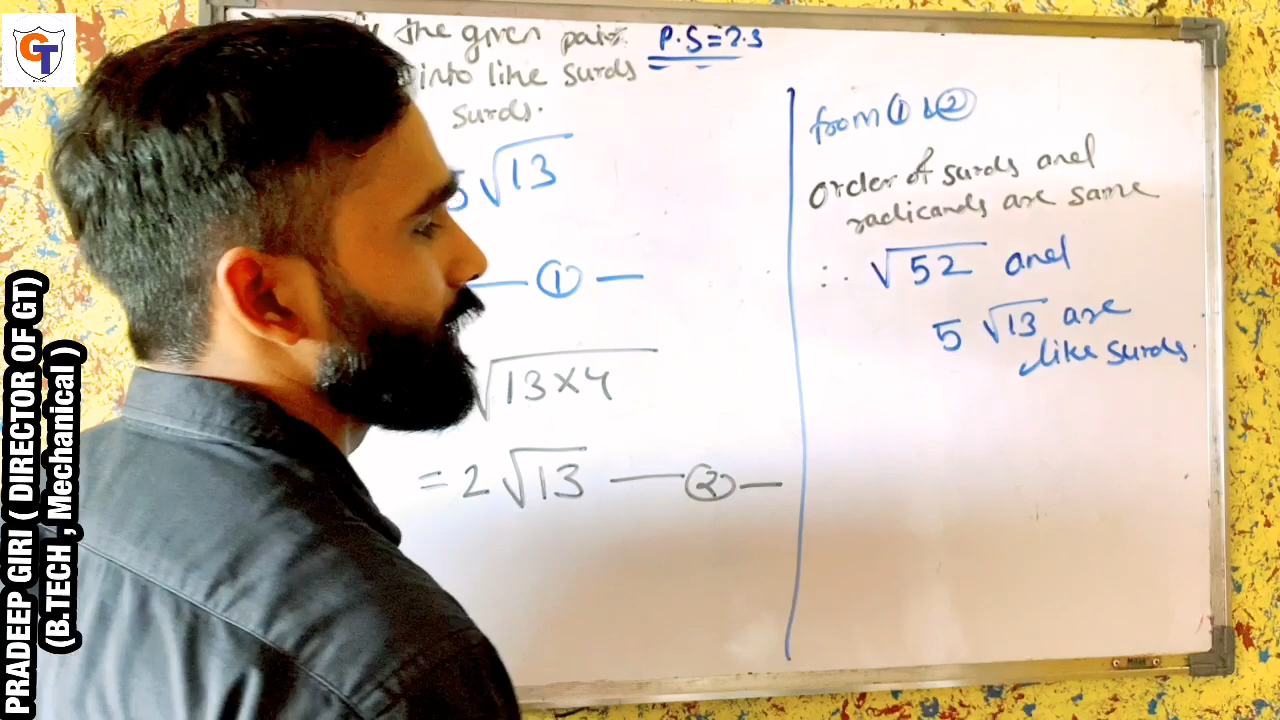 GT
the given pair P.S=2.3
into like surds
surds.
5√13
— ① —
√13×4
= 2√13 — ② —
from ① & ②
order of surds and
radicands are same
∴ √52 and
5√13 are
like surds.
PRADEEP GIRI ( DIRECTOR OF GT)
(B.TECH , Mechanical )